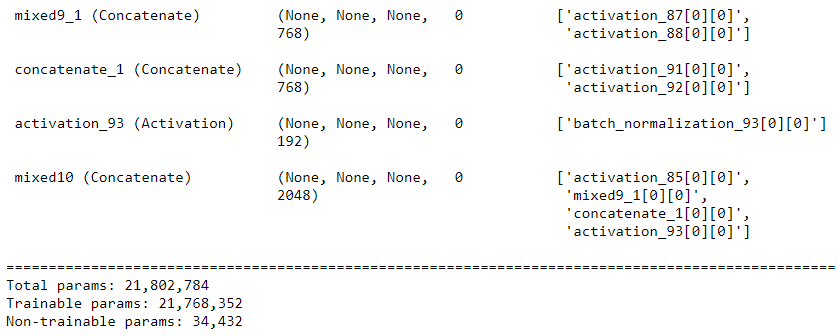 mixed9_1 (Concatenate) (None, None, None, 0 ['activation_87[0][0]',
768) 'activation_88[0][0]']
concatenate_1 (Concatenate) (None, None, None, 0 ['activation_91[0][0]',
768) 'activation_92[0][0]']
activation_93 (Activation) (None, None, None, 0 ['batch_normalization_93[0][0]']
192)
mixed10 (Concatenate) (None, None, None, 0 ['activation_85[0][0]',
2048) 'mixed9_1[0][0]',
'concatenate_1[0][0]',
'activation_93[0][0]']
==================================================================================================
Total params: 21,802,784
Trainable params: 21,768,352
Non-trainable params: 34,432